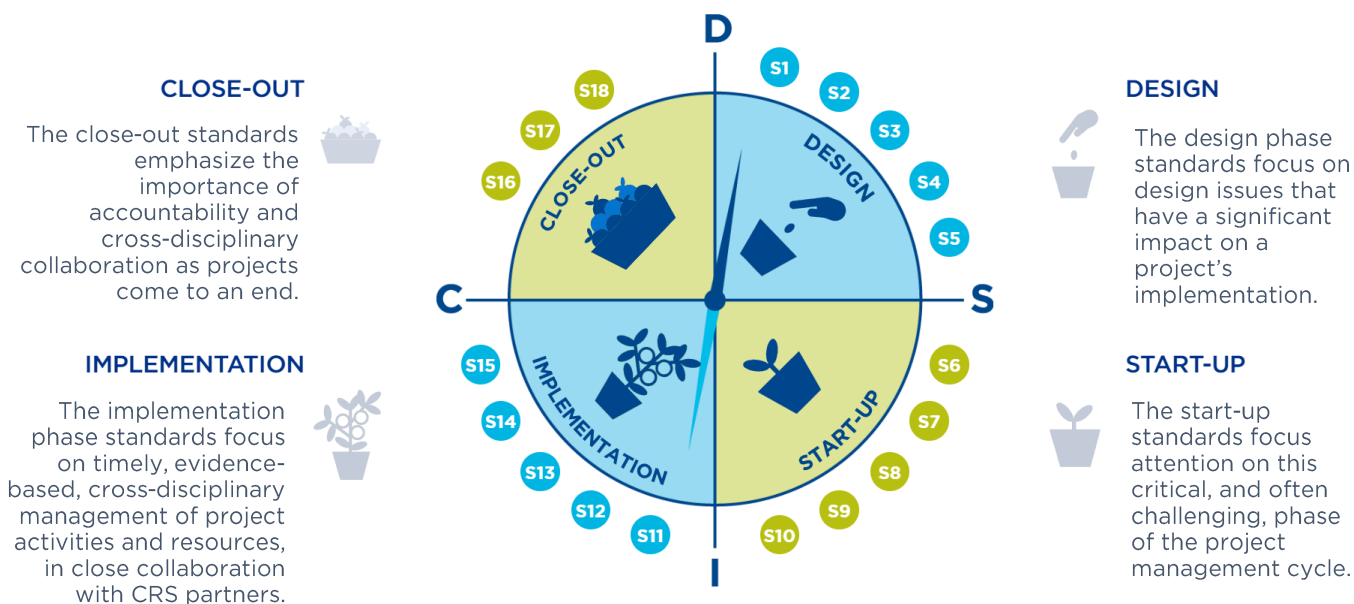 D
CLOSE-OUT
The close-out standards
emphasize the
importance of
accountability and
cross-disciplinary
collaboration as projects
come to an end.
S18
S17
S16
CLOSE-OUT
S1
S2
S3
S4
S5
DESIGN
DESIGN
The design phase
standards focus on
design issues that
have a significant
impact on a
project’s
implementation.
C
S
IMPLEMENTATION
The implementation
phase standards focus
on timely, evidence-
based, cross-disciplinary
management of project
activities and resources,
in close collaboration
with CRS partners.
S15
S14
S13
S12
S11
IMPLEMENTATION
START-UP
S6
S7
S8
S9
S10
START-UP
The start-up
standards focus
attention on this
critical, and often
challenging, phase
of the project
management cycle.
I